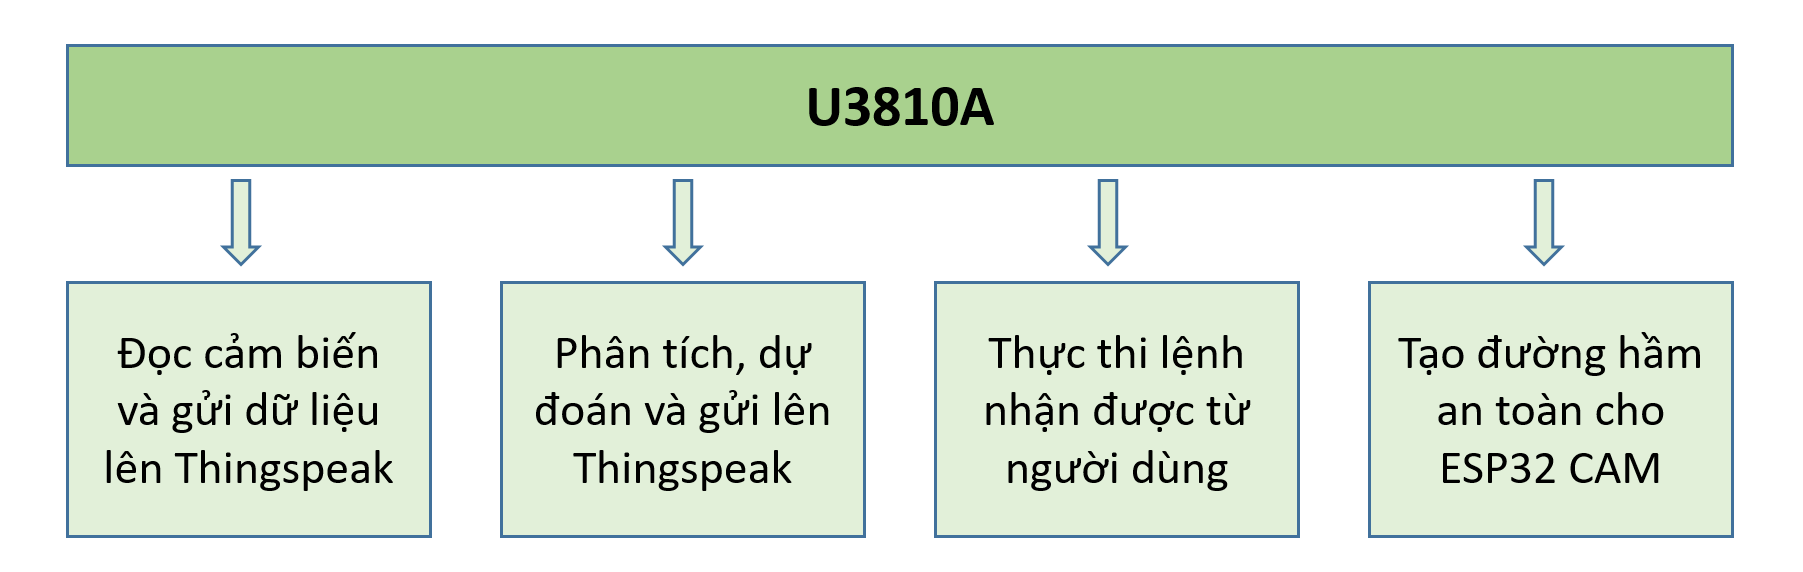 U3810A
Đọc cảm biến
và gửi dữ liệu
lên Thingspeak
Phân tích, dự
đoán và gửi lên
Thingspeak
Thực thi lệnh
nhận được từ
người dùng
Tạo đường hầm
an toàn cho
ESP32 CAM